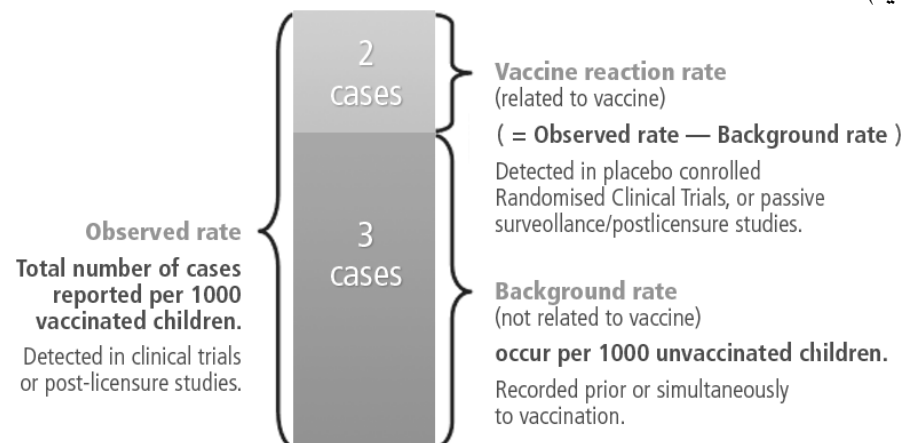 2
cases
Vaccine reaction rate
(related to vaccine)
( = Observed rate — Background rate )
Detected in placebo conrolled
Randomised Clinical Trials, or passive
surveollance/postlicensure studies.
3
cases
Observed rate
Total number of cases
reported per 1000
vaccinated children.
Detected in clinical trials
or post-licensure studies.
Background rate
(not related to vaccine)
occur per 1000 unvaccinated children.
Recorded prior or simultaneously
to vaccination.